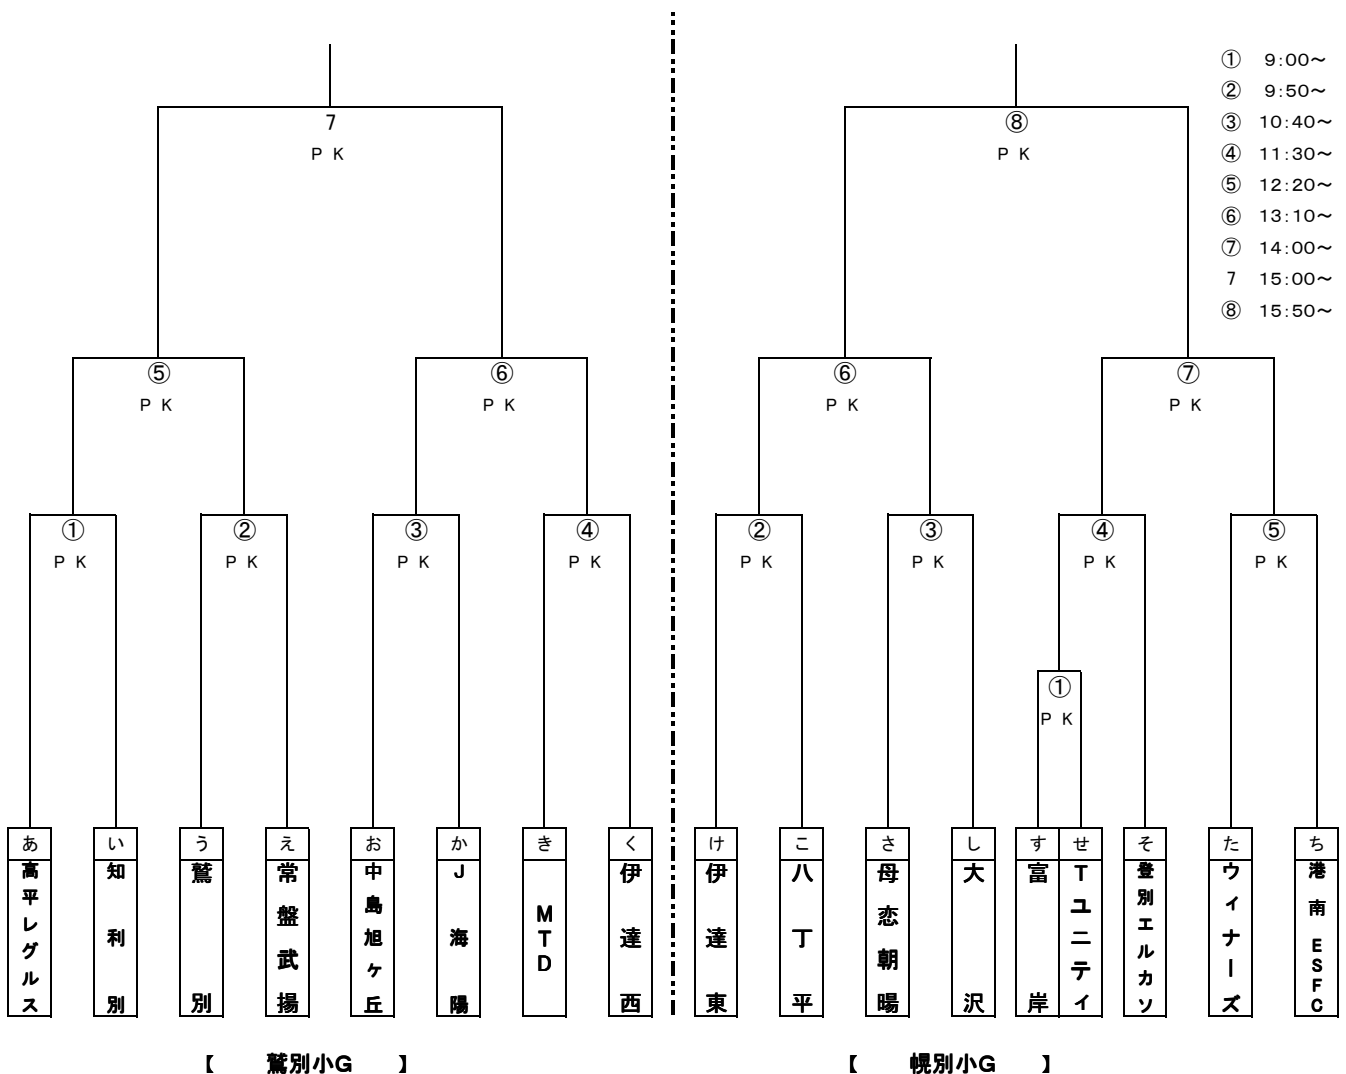 ① 9:00～
② 9:50～
③ 10:40～
④ 11:30～
⑤ 12:20～
⑥ 13:10～
⑦ 14:00～
7 15:00～
⑧ 15:50～
7
ＰＫ
⑧
ＰＫ
⑤
ＰＫ
⑥
ＰＫ
⑥
ＰＫ
⑦
ＰＫ
①
ＰＫ
②
ＰＫ
③
ＰＫ
④
ＰＫ
②
ＰＫ
③
ＰＫ
④
ＰＫ
⑤
ＰＫ
①
ＰＫ
あ
高平レグルス
い
知利別
う
鷲別
え
常盤武揚
お
中島旭ヶ丘
か
J海陽
き
MTD
く
伊達西
け
伊達東
こ
八丁平
さ
母恋朝暘
し
大沢
す
富岸
せ
Tユニティ
そ
登別エルカソ
た
ウィナーズ
ち
港南 ESFC
【 鷲別小G 】
【 幌別小G 】